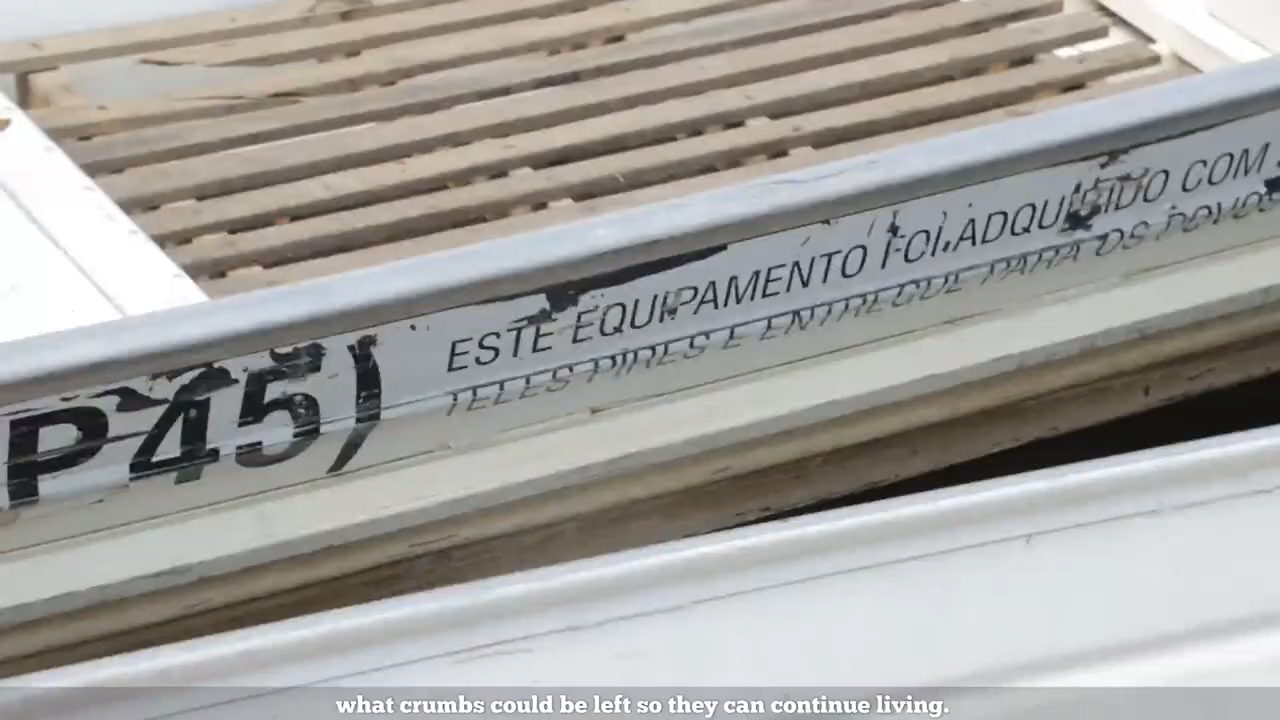 P45)
ESTE EQUIPAMENTO FOI ADQUIRIDO COM
TELES PIRES E ENTREGUE PARA OS POVOS
what crumbs could be left so they can continue living.